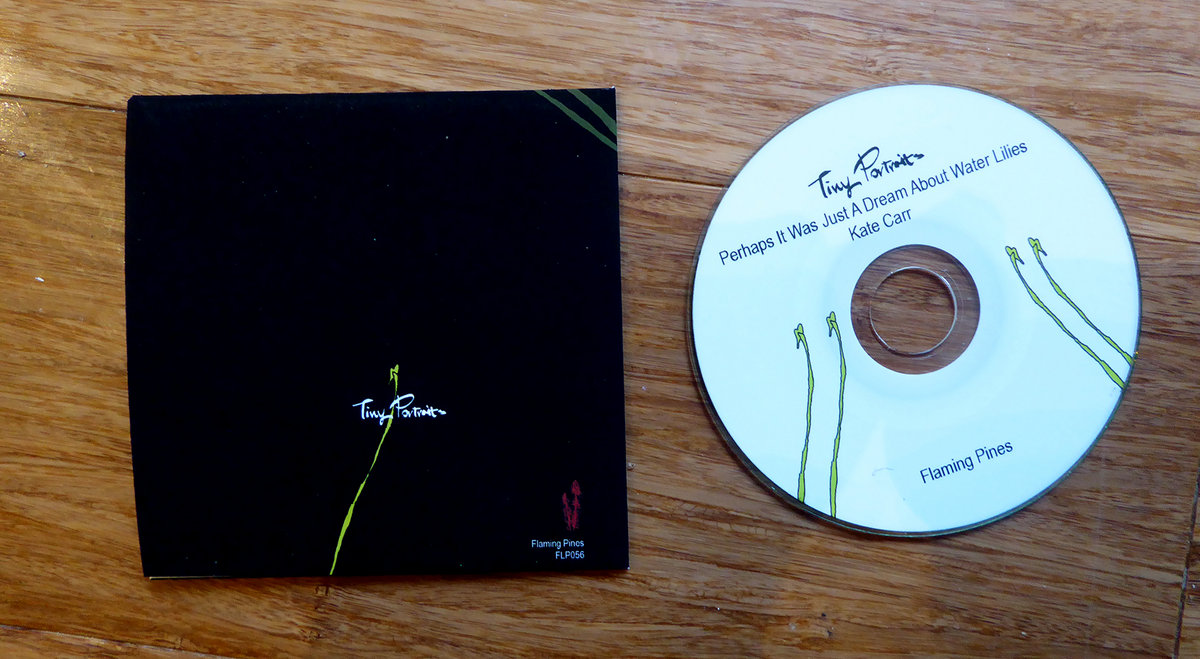 Tiny Portraits
Flaming Pines
FLP056
Tiny Portraits
Perhaps It Was Just A Dream About Water Lilies
Kate Carr
Flaming Pines